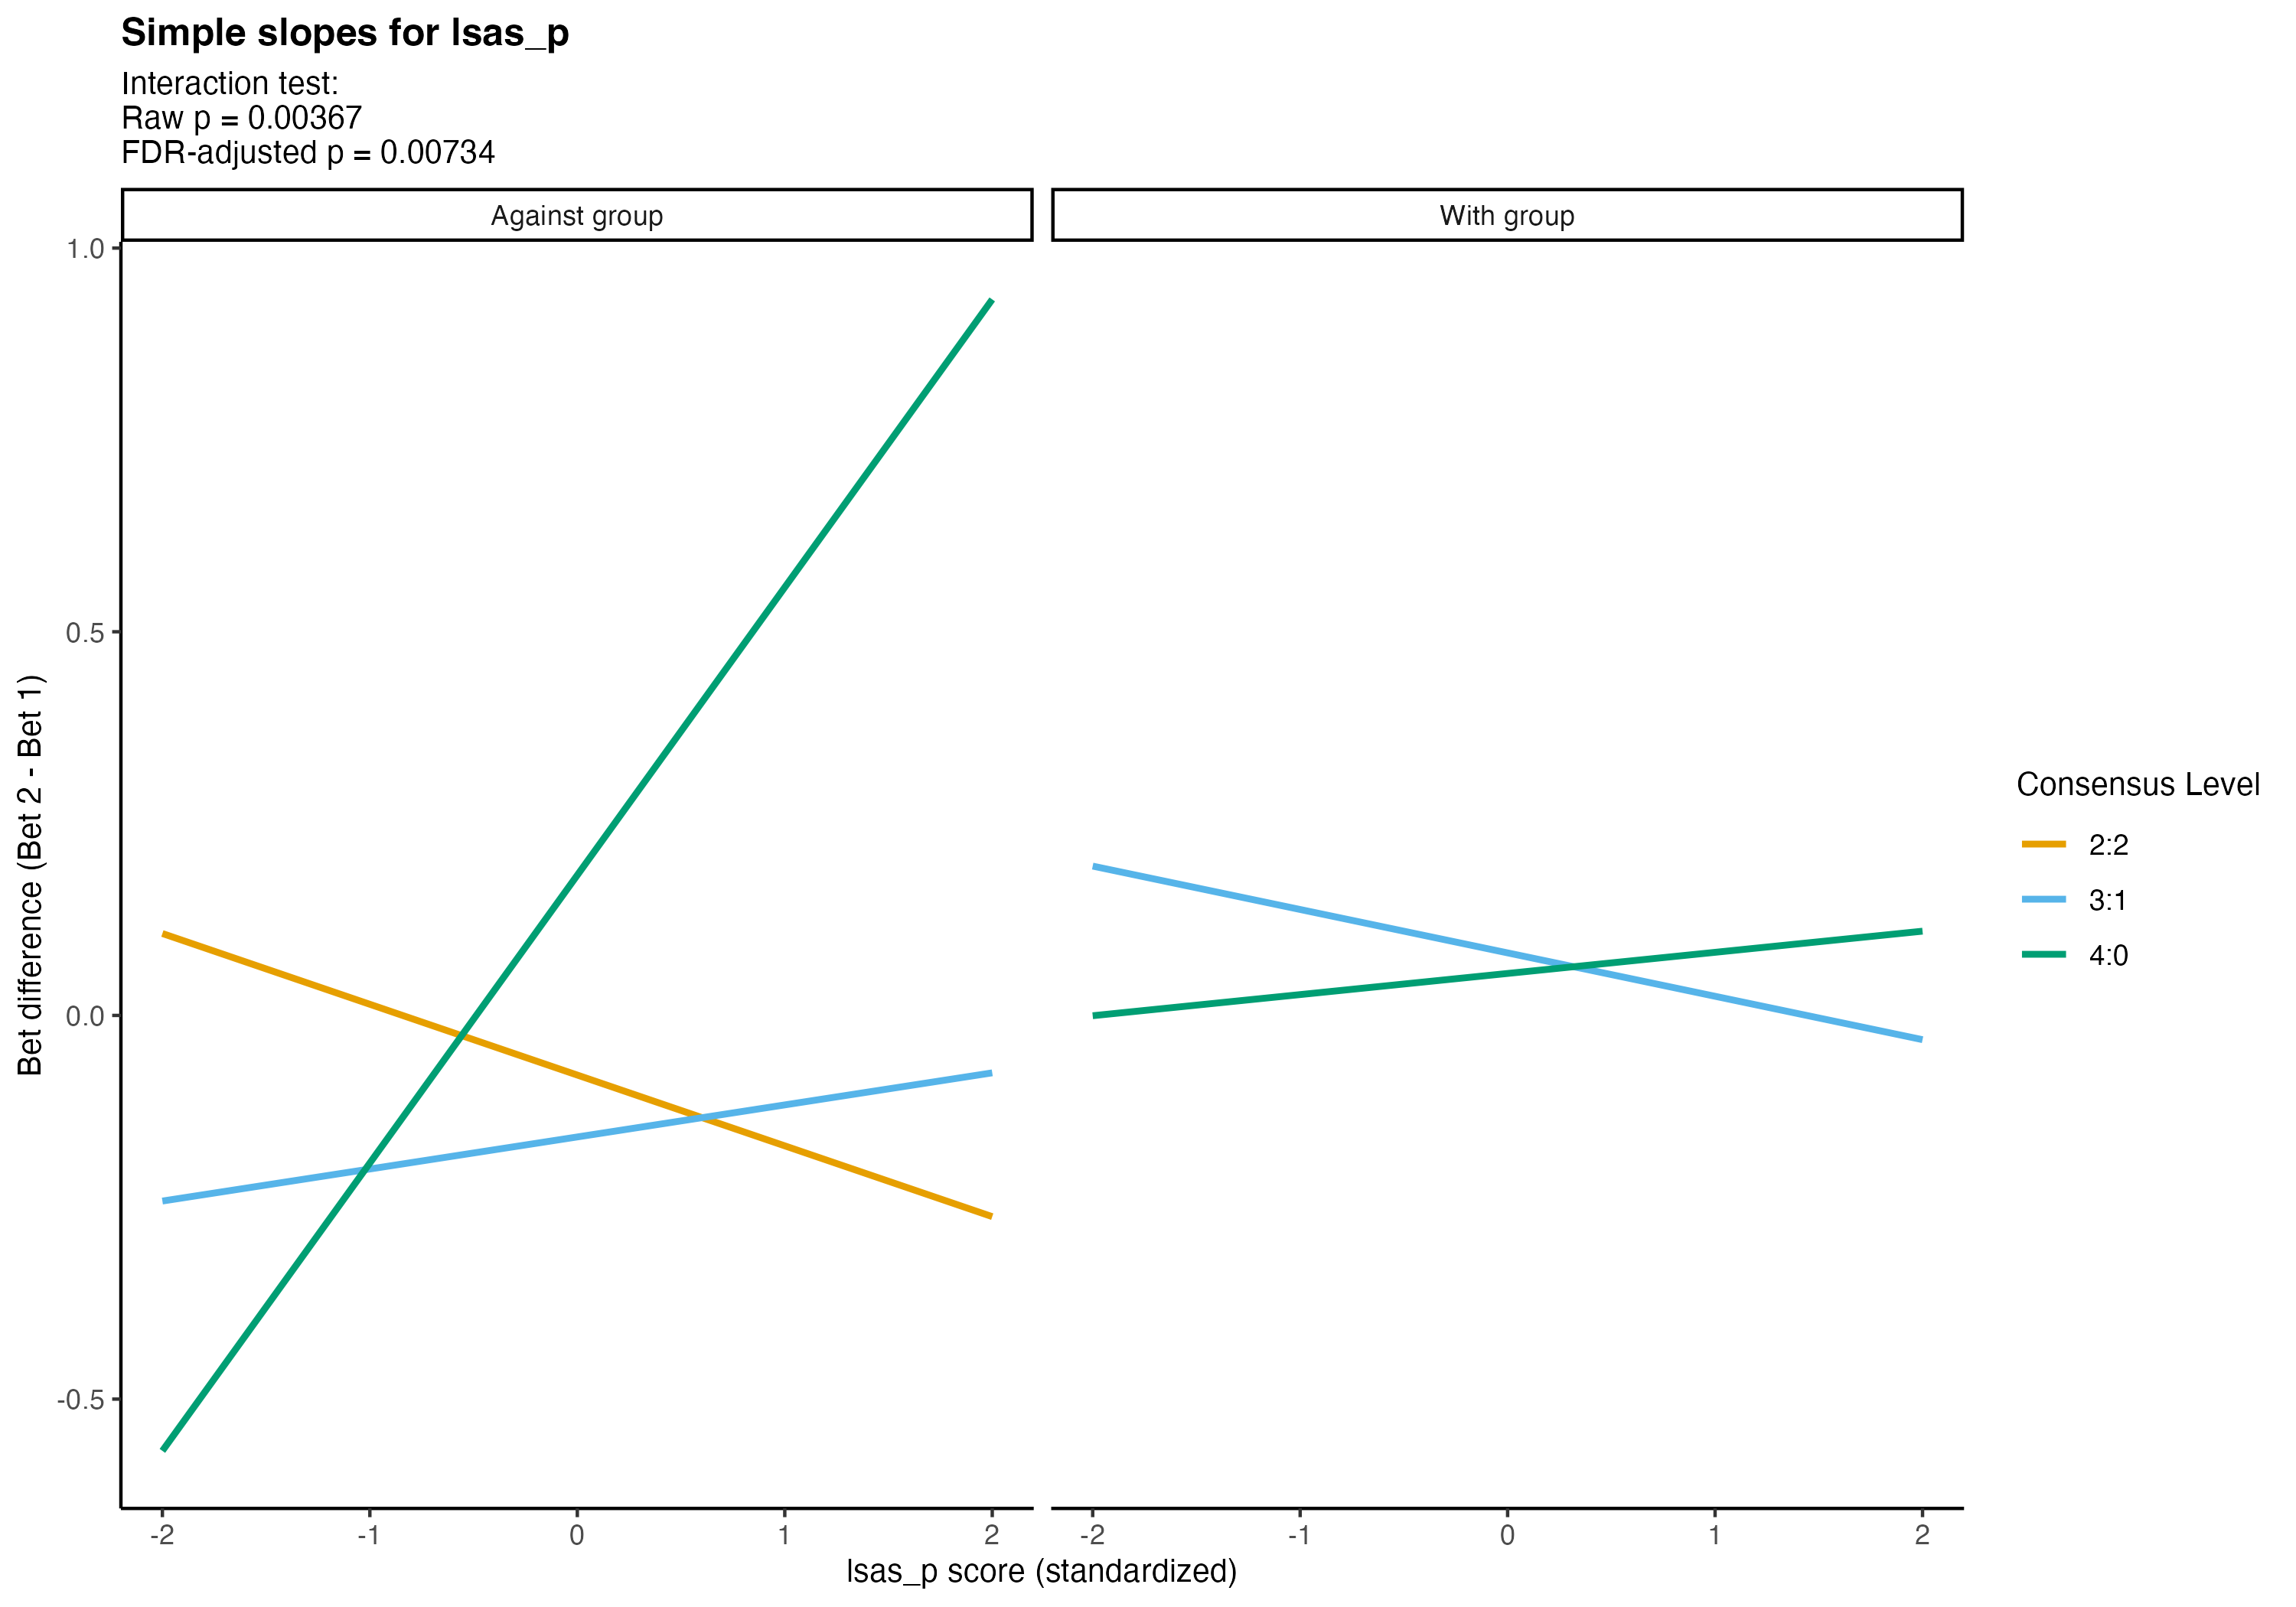 Simple slopes for lsas_p
Interaction test:
Raw p = 0.00367
FDR-adjusted p = 0.00734
Against group
With group
1.0
0.5
0.0
-0.5
Bet difference (Bet 2 - Bet 1)
-2 -1 0 1 2
-2 -1 0 1 2
lsas_p score (standardized)
Consensus Level
2:2
3:1
4:0